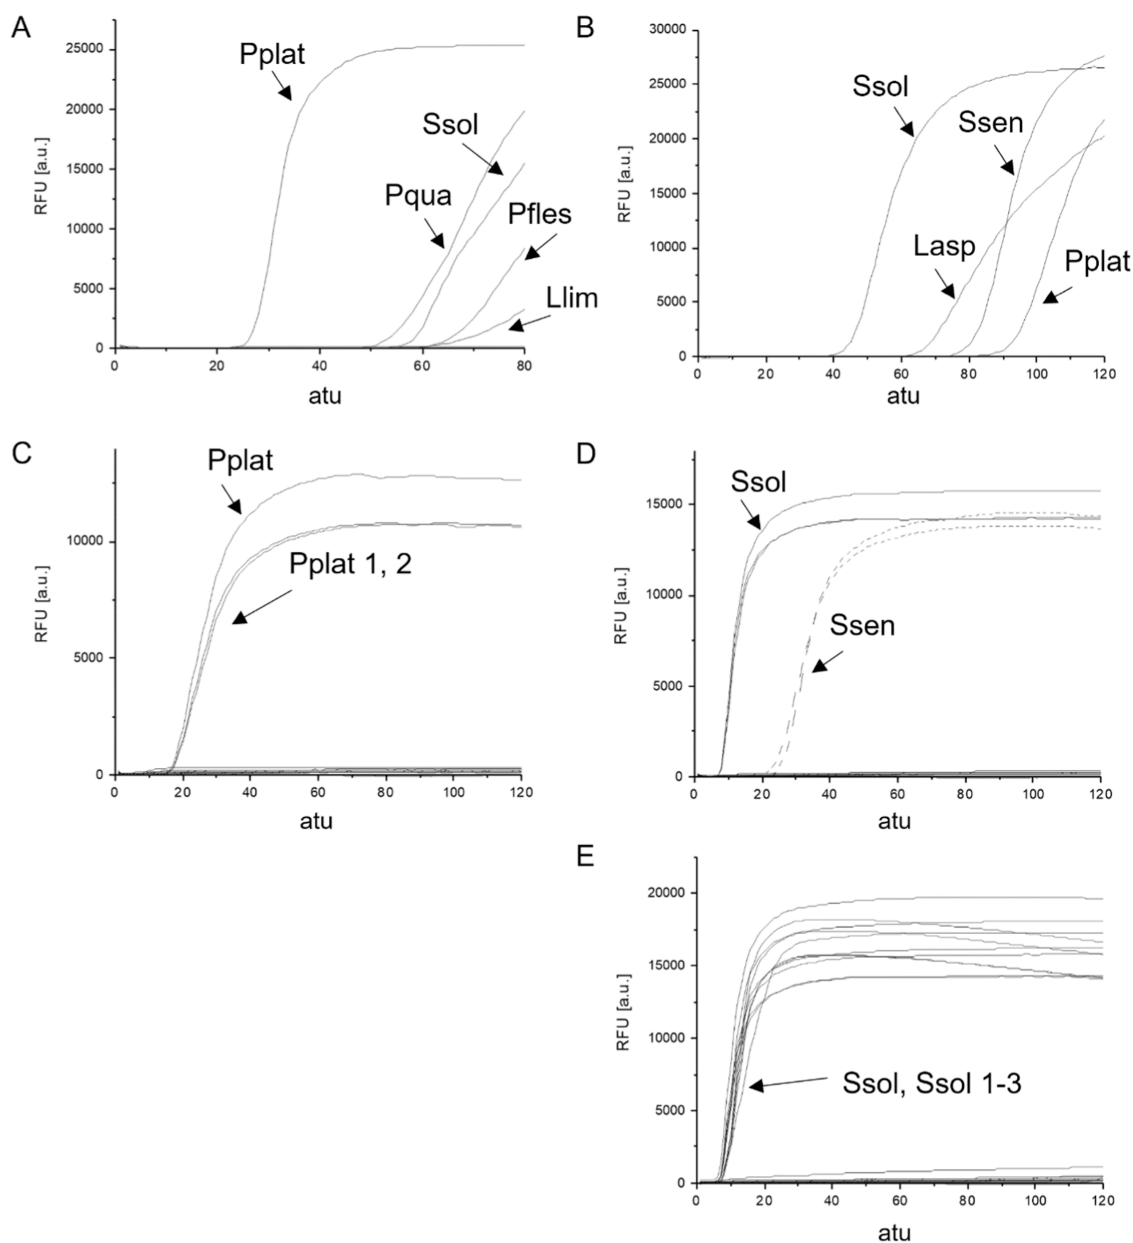 A
25000
20000
15000
10000
5000
0
RFU [a.u.]
Pplat
Ssol
Pqua
Pfles
Llim
0 20 40 60 80
atu
B
30000
25000
20000
15000
10000
5000
0
RFU [a.u.]
Ssol
Ssen
Lasp
Pplat
0 20 40 60 80 100 120
atu
C
10000
5000
0
RFU [a.u.]
Pplat
Pplat 1, 2
0 20 40 60 80 100 120
atu
D
15000
10000
5000
0
RFU [a.u.]
Ssol
Ssen
0 20 40 60 80 100 120
atu
E
20000
15000
10000
5000
0
RFU [a.u.]
Ssol, Ssol 1-3
0 20 40 60 80 100 120
atu